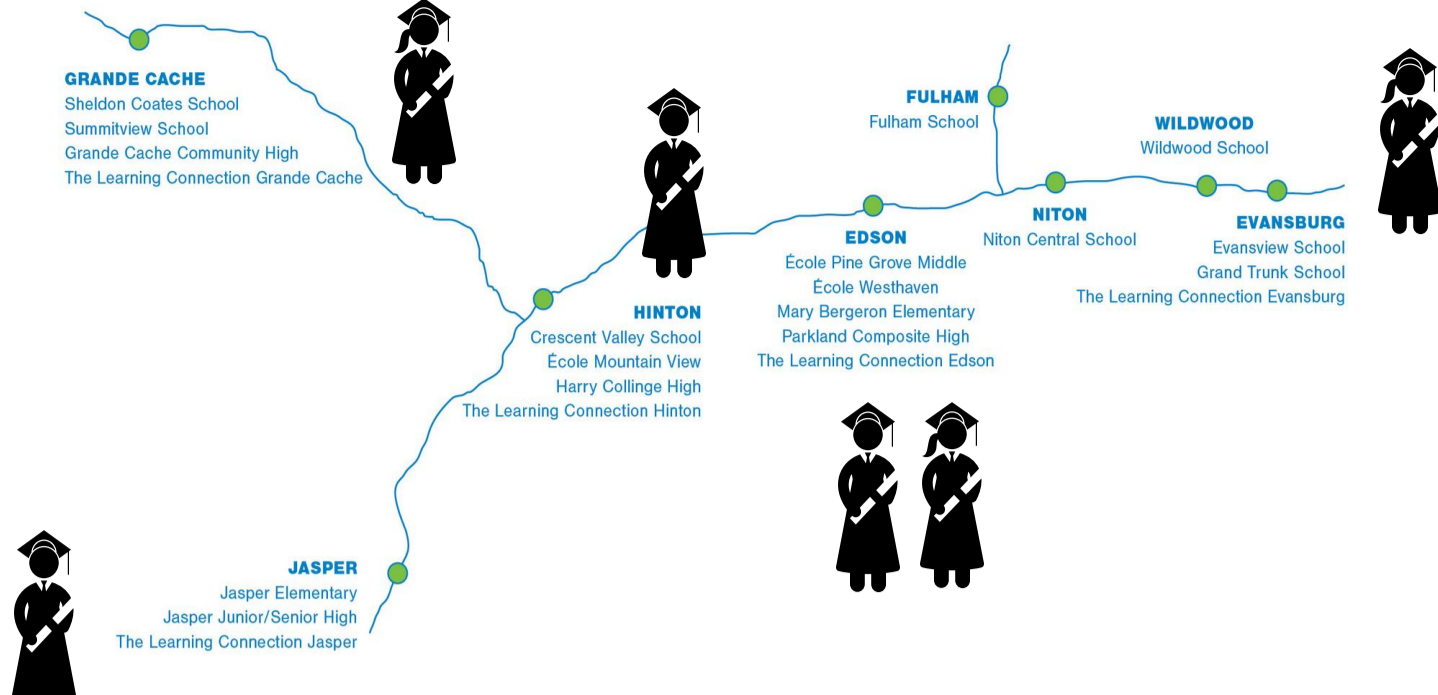 GRANDE CACHE
Sheldon Coates School
Summitview School
Grande Cache Community High
The Learning Connection Grande Cache
FULHAM
Fulham School
WILDWOOD
Wildwood School
NITON
Niton Central School
EVANSBURG
Evansview School
Grand Trunk School
The Learning Connection Evansburg
EDSON
École Pine Grove Middle
École Westhaven
Mary Bergeron Elementary
Parkland Composite High
The Learning Connection Edson
HINTON
Crescent Valley School
École Mountain View
Harry Collinge High
The Learning Connection Hinton
JASPER
Jasper Elementary
Jasper Junior/Senior High
The Learning Connection Jasper